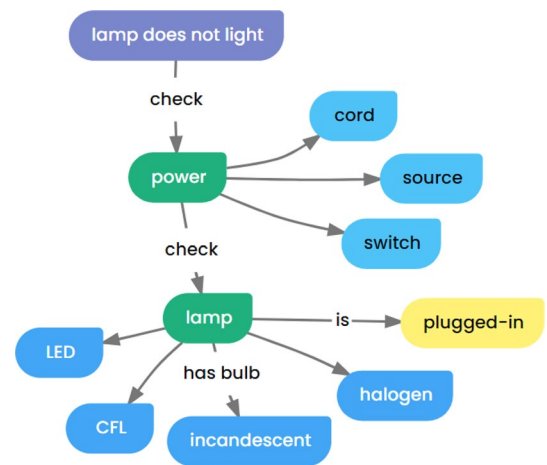 lamp does not light
check
cord
power
source
switch
check
lamp
is
plugged-in
LED
has bulb
halogen
CFL
incandescent